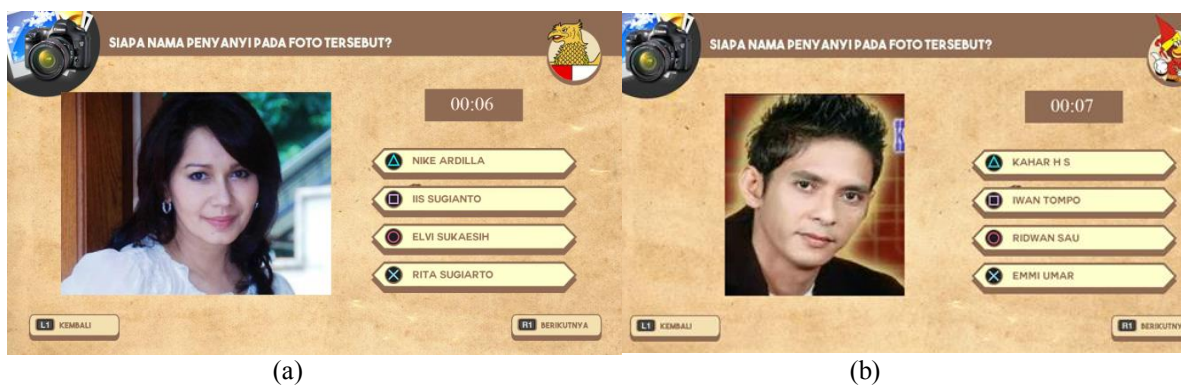 SIAPA NAMA PENYANYI PADA FOTO TERSEBUT?
00:06
NIKE ARDILLA
IIS SUGIANTO
ELVI SUKAESIH
RITA SUGIARTO
L1 KEMBALI
R1 BERIKUTNYA
(a)
SIAPA NAMA PENYANYI PADA FOTO TERSEBUT?
00:07
KAHAR H S
IWAN TOMPO
RIDWAN SAU
EMMI UMAR
L1 KEMBALI
R1 BERIKUTNY
(b)